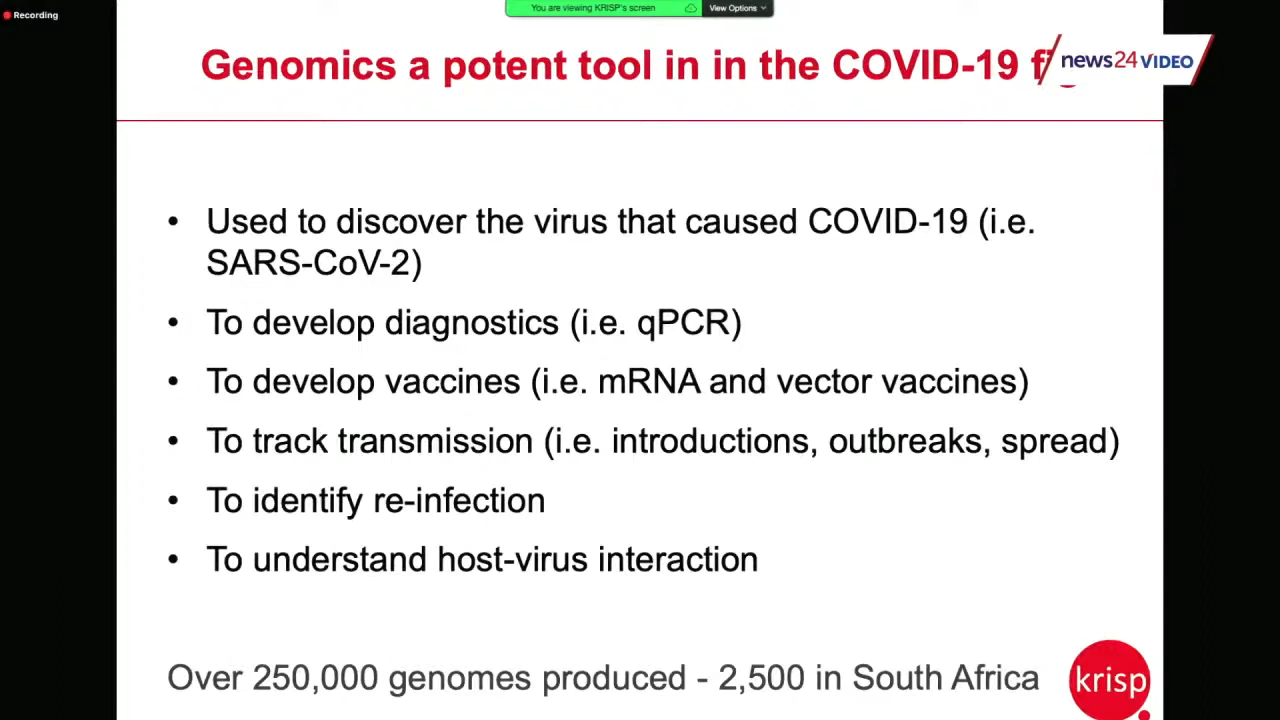 Recording
You are viewing KRISP's screen
View Options
Genomics a potent tool in in the COVID-19
news24 VIDEO
• Used to discover the virus that caused COVID-19 (i.e.
SARS-CoV-2)
• To develop diagnostics (i.e. qPCR)
• To develop vaccines (i.e. mRNA and vector vaccines)
• To track transmission (i.e. introductions, outbreaks, spread)
• To identify re-infection
• To understand host-virus interaction
Over 250,000 genomes produced - 2,500 in South Africa
krisp